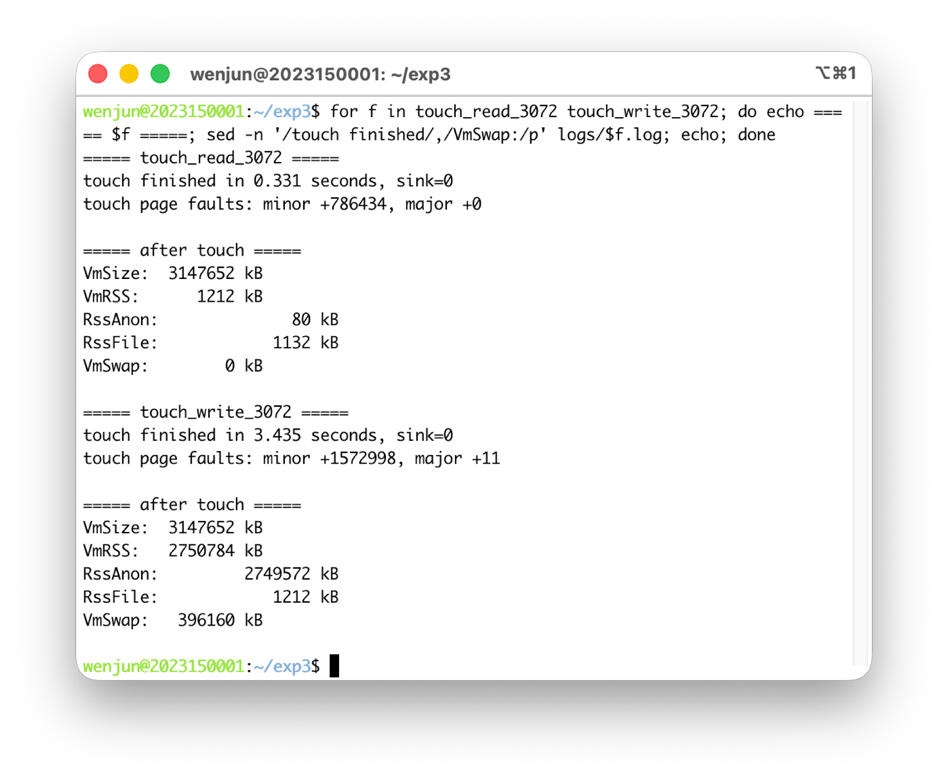 wenjun@2023150001: ~/exp3
⌥⌘1
wenjun@2023150001:~/exp3$ for f in touch_read_3072 touch_write_3072; do echo ===
== $f =====; sed -n '/touch finished/,/VmSwap:/p' logs/$f.log; echo; done
===== touch_read_3072 =====
touch finished in 0.331 seconds, sink=0
touch page faults: minor +786434, major +0
===== after touch =====
VmSize:  3147652 kB
VmRSS:      1212 kB
RssAnon:              80 kB
RssFile:            1132 kB
VmSwap:        0 kB
===== touch_write_3072 =====
touch finished in 3.435 seconds, sink=0
touch page faults: minor +1572998, major +11
===== after touch =====
VmSize:  3147652 kB
VmRSS:   2750784 kB
RssAnon:         2749572 kB
RssFile:            1212 kB
VmSwap:   396160 kB
wenjun@2023150001:~/exp3$